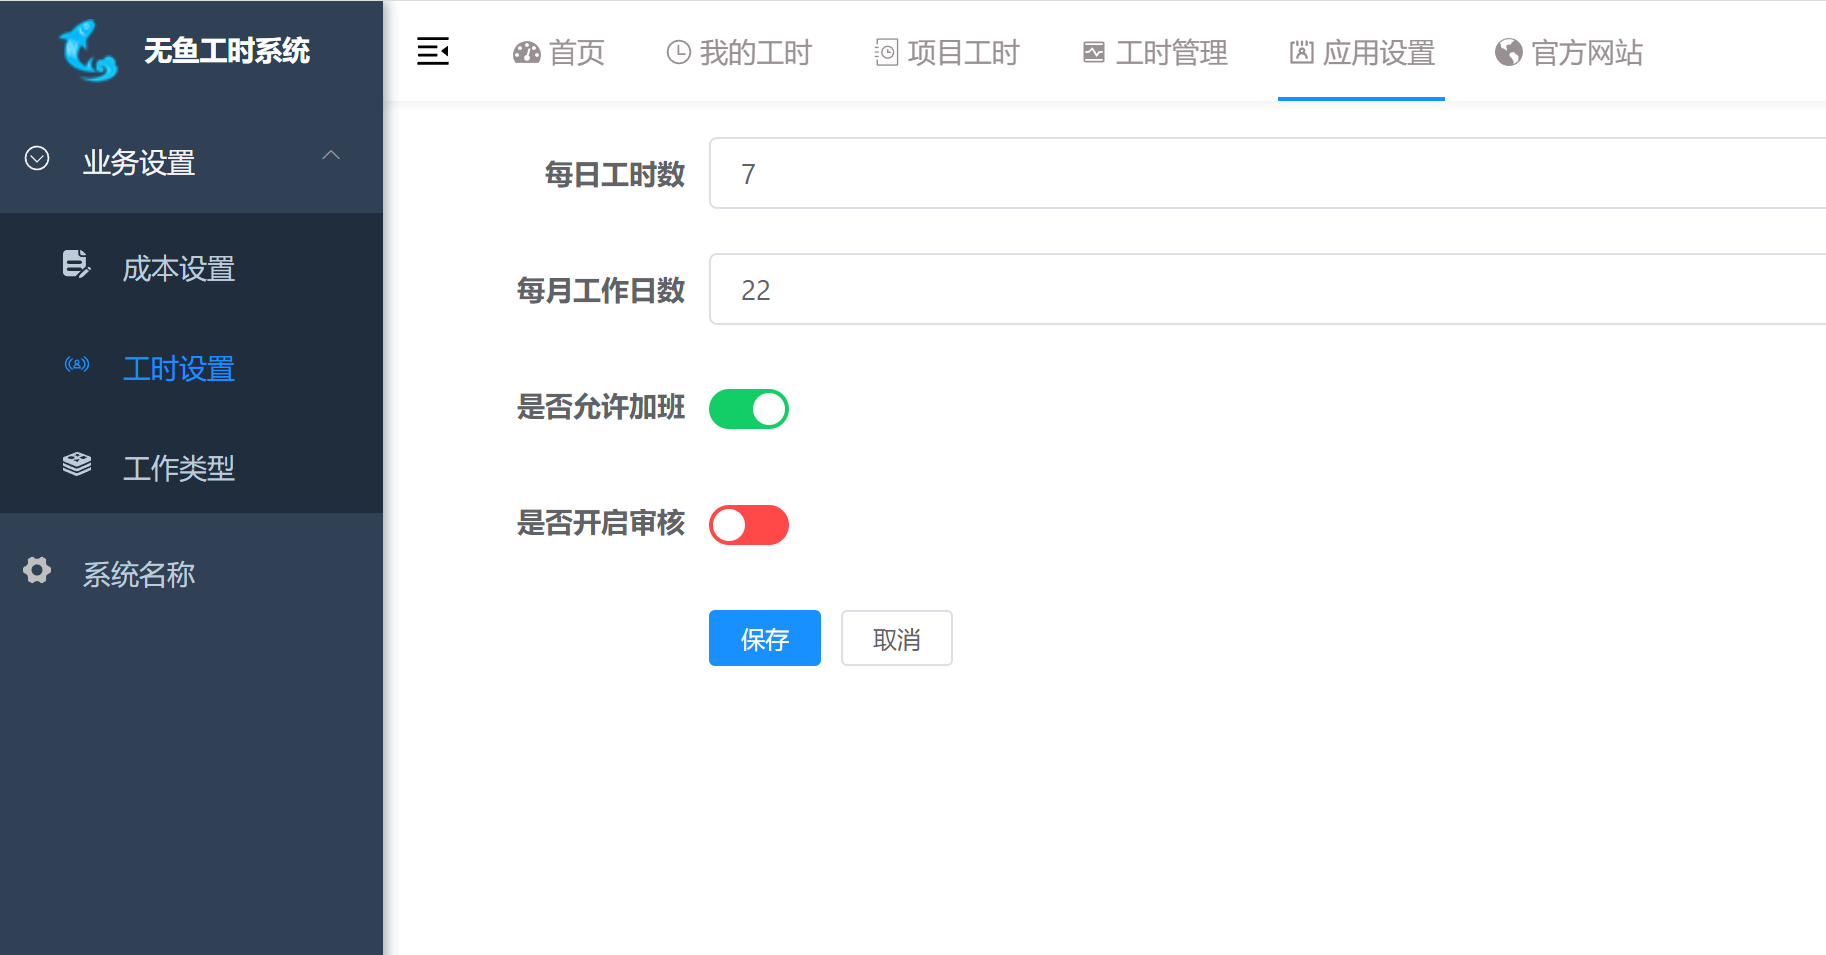 无鱼工时系统
首页 我的工时 项目工时 工时管理 应用设置 官方网站
业务设置
成本设置
工时设置
工作类型
系统名称
每日工时数 7
每月工作日数 22
是否允许加班
是否开启审核
保存 取消